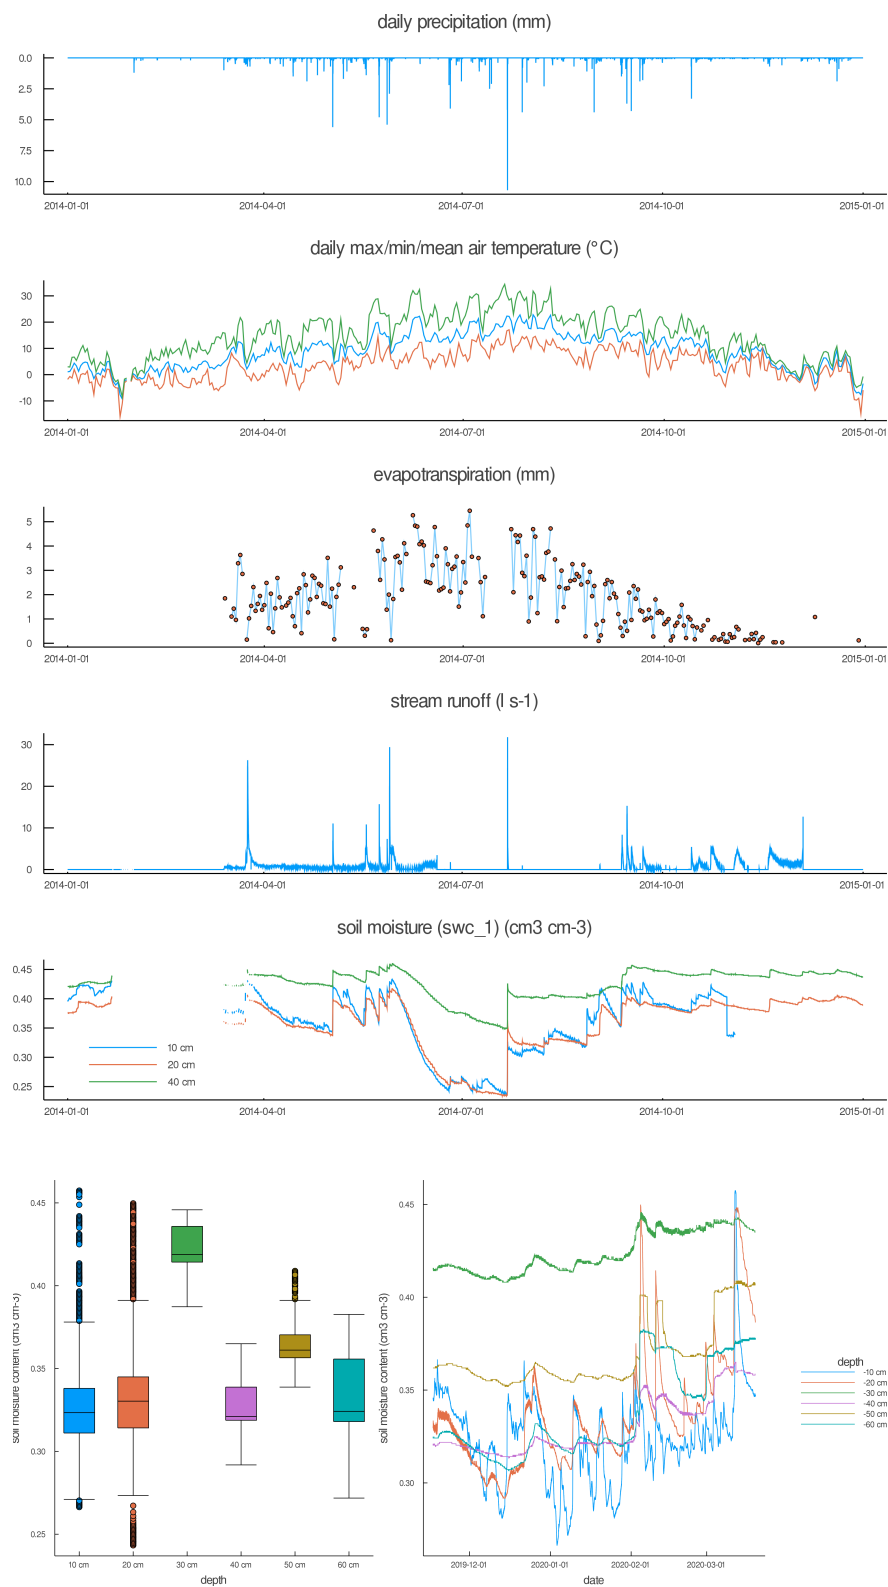 daily precipitation (mm)
0.0
2.5
5.0
7.5
10.0
2014-01-01 2014-04-01 2014-07-01 2014-10-01 2015-01-01
daily max/min/mean air temperature (°C)
30
20
10
0
-10
2014-01-01 2014-04-01 2014-07-01 2014-10-01 2015-01-01
evapotranspiration (mm)
5
4
3
2
1
0
2014-01-01 2014-04-01 2014-07-01 2014-10-01 2015-01-01
stream runoff (l s-1)
30
20
10
0
2014-01-01 2014-04-01 2014-07-01 2014-10-01 2015-01-01
soil moisture (swc_1) (cm3 cm-3)
0.45
0.40
0.35
0.30
0.25
10 cm
20 cm
40 cm
2014-01-01 2014-04-01 2014-07-01 2014-10-01 2015-01-01
soil moisture content (cm3 cm-3)
0.45
0.40
0.35
0.30
0.25
10 cm 20 cm 30 cm 40 cm 50 cm 60 cm
depth
soil moisture content (cm3 cm-3)
0.45
0.40
0.35
0.30
2019-12-01 2020-01-01 2020-02-01 2020-03-01
date
depth
-10 cm
-20 cm
-30 cm
-40 cm
-50 cm
-60 cm